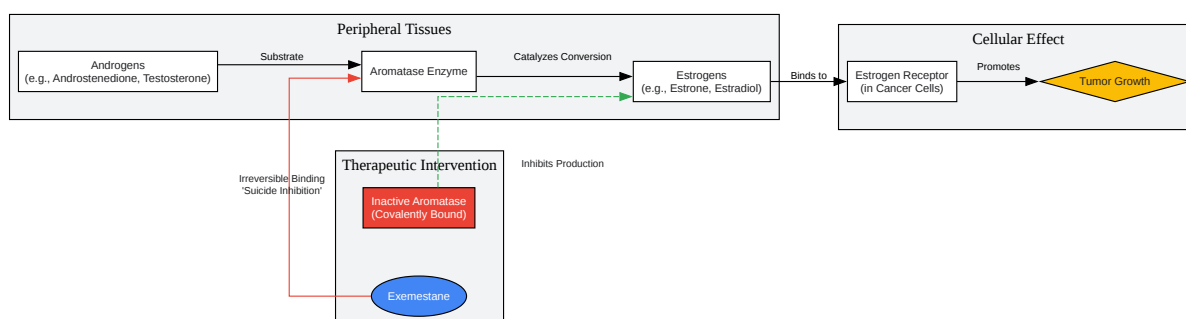 Peripheral Tissues
Androgens
(e.g., Androstenedione, Testosterone)
Substrate
Aromatase Enzyme
Catalyzes Conversion
Estrogens
(e.g., Estrone, Estradiol)
Binds to
Cellular Effect
Estrogen Receptor
(in Cancer Cells)
Promotes
Tumor Growth
Therapeutic Intervention
Irreversible Binding
'Suicide Inhibition'
Inhibits Production
Inactive Aromatase
(Covalently Bound)
Exemestane